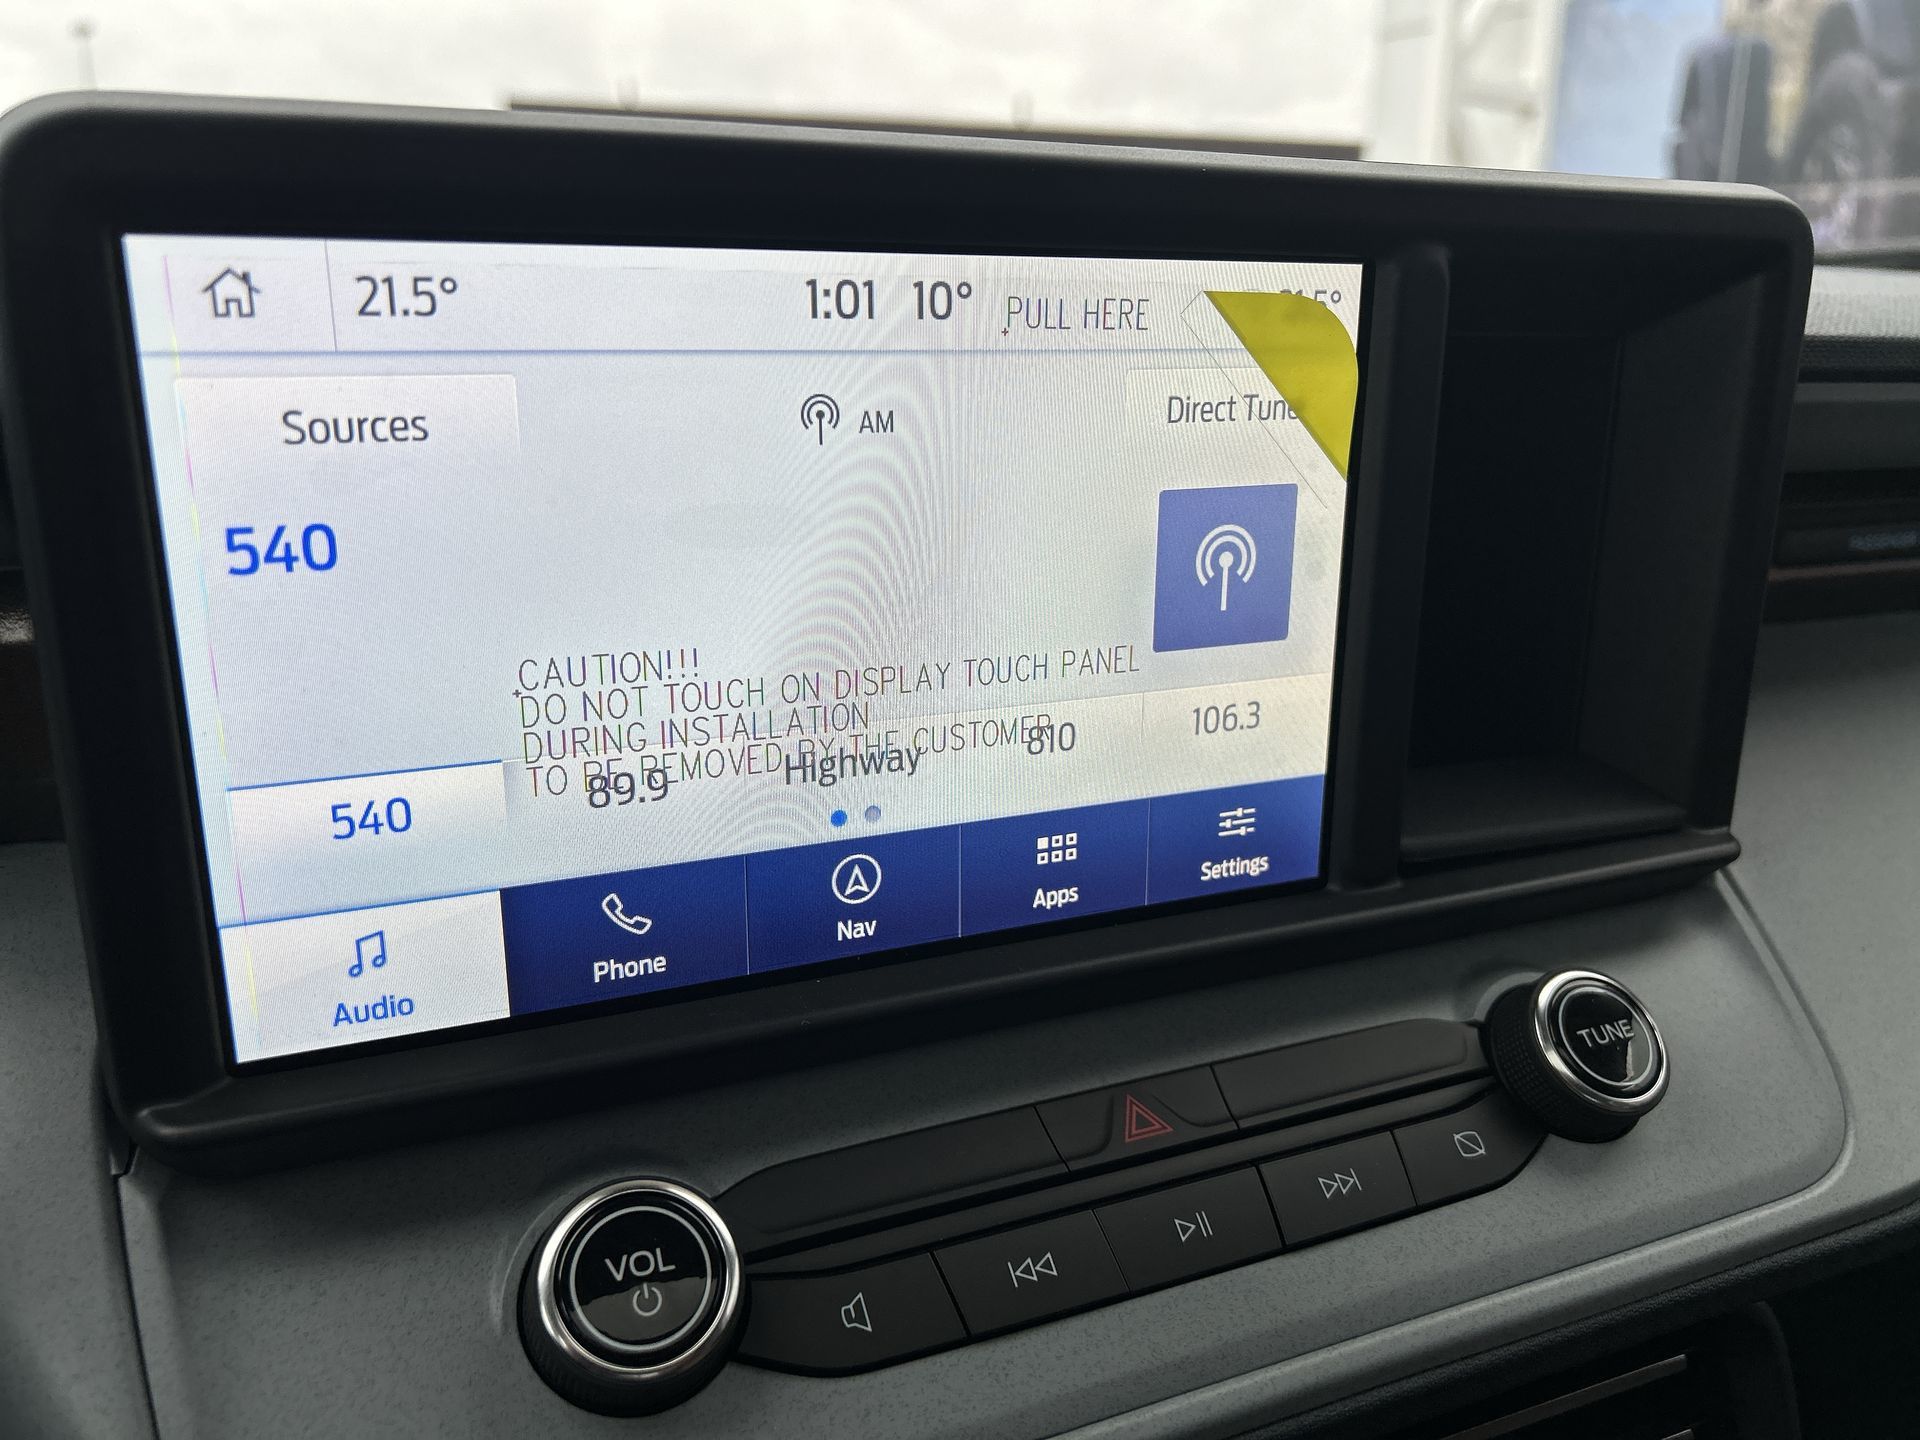 21.5°
1:01 10°
PULL HERE
Sources
AM
Direct Tune
540
CAUTION!!!
DO NOT TOUCH ON DISPLAY TOUCH PANEL
DURING INSTALLATION
TO BE REMOVED BY THE CUSTOMER
540
89.9
Highway
810
106.3
Audio
Phone
Nav
Apps
Settings
TUNE
VOL